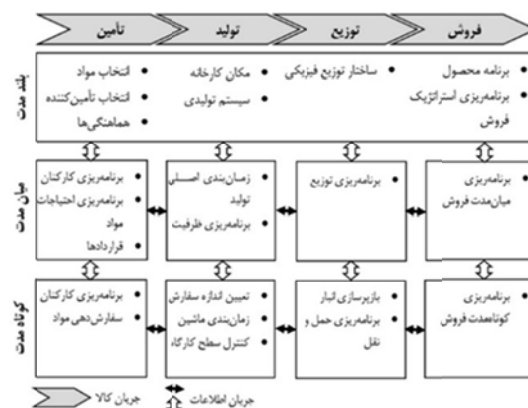 تأمین
تولید
توزیع
فروش
بلند مدت
انتخاب مواد
انتخاب تأمین‌کننده
هماهنگی‌ها
مکان کارخانه
سیستم تولیدی
ساختار توزیع فیزیکی
برنامه محصول
برنامه‌ریزی استراتژیک
فروش
میان مدت
برنامه‌ریزی کارکنان
برنامه‌ریزی احتیاجات
مواد
قراردادها
زمان‌بندی اصلی
تولید
برنامه‌ریزی ظرفیت
برنامه‌ریزی توزیع
برنامه‌ریزی
میان‌مدت فروش
کوتاه مدت
برنامه‌ریزی کارکنان
سفارش‌دهی مواد
تعیین اندازه سفارش
زمان‌بندی ماشین
کنترل سطح کارگاه
بازپرسازی انبار
برنامه‌ریزی حمل و
نقل
برنامه‌ریزی
کوتاه‌مدت فروش
جریان کالا
جریان اطلاعات